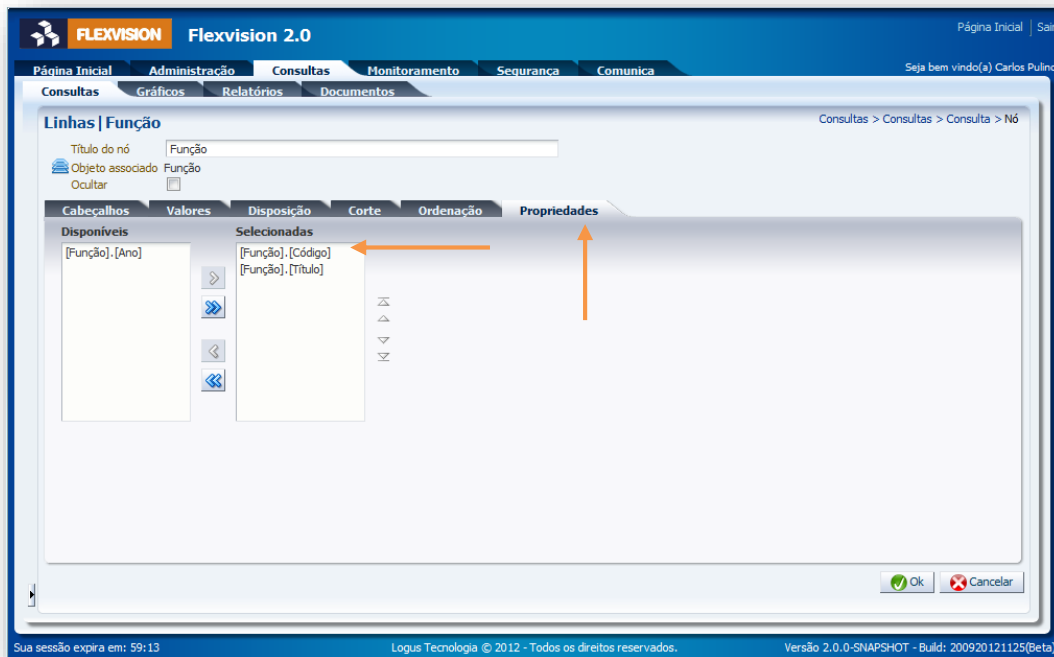 FLEXVISION Flexvision 2.0 Página Inicial Sair
Página Inicial Administração Consultas Monitoramento Segurança Comunica Seja bem vindo(a) Carlos Pulino
Consultas Gráficos Relatórios Documentos
Linhas | Função Consultas > Consultas > Consulta > Nó
Título do nó Função
Objeto associado Função
Ocultar
Cabeçalhos Valores Disposição Corte Ordenação Propriedades
Disponíveis Selecionadas
[Função].[Ano] [Função].[Código]
[Função].[Título]
Ok Cancelar
Sua sessão expira em: 59:13 Logus Tecnologia © 2012 - Todos os direitos reservados. Versão 2.0.0-SNAPSHOT - Build: 200920121125(Beta)